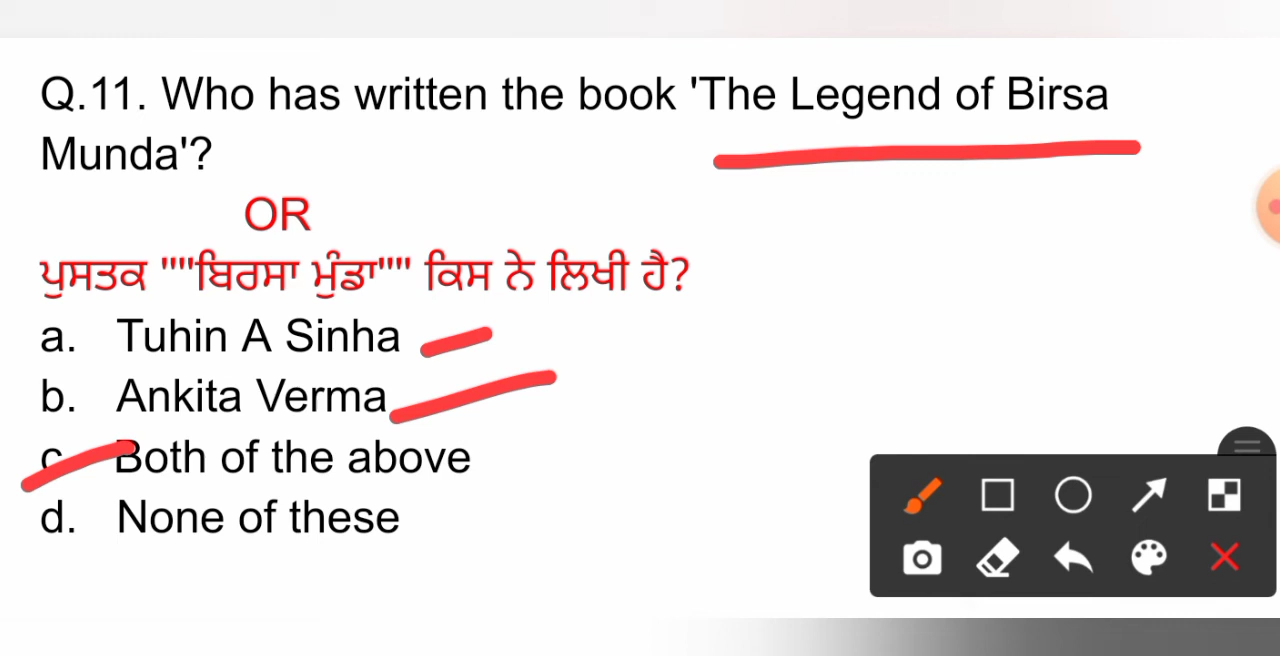 Q.11. Who has written the book 'The Legend of Birsa
Munda'?
OR
ਪੁਸਤਕ ""'ਬਿਰਸਾ ਮੁੰਡਾ'"" ਕਿਸ ਨੇ ਲਿਖੀ ਹੈ?
a. Tuhin A Sinha
b. Ankita Verma
c. Both of the above
d. None of these